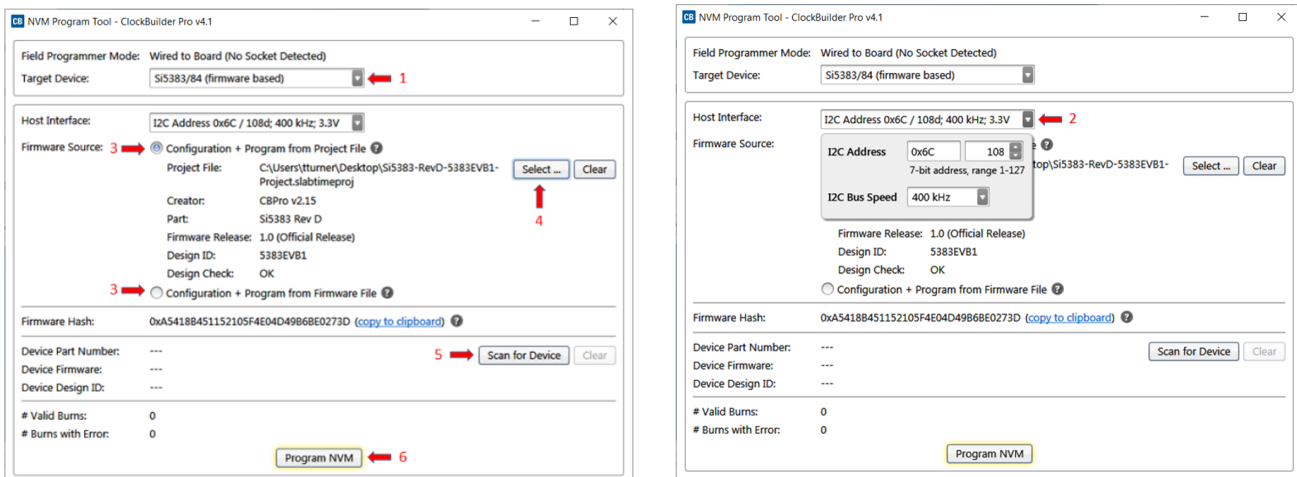 CB NVM Program Tool - ClockBuilder Pro v4.1
Field Programmer Mode: Wired to Board (No Socket Detected)
Target Device: Si5383/84 (firmware based) 1
Host Interface: I2C Address 0x6C / 108d; 400 kHz; 3.3V
Firmware Source: 3 Configuration + Program from Project File ?
Project File: C:\Users\tturner\Desktop\Si5383-RevD-5383EVB1- Select ... Clear
Project.slabtimeproj
Creator: CBPro v2.15
4
Part: Si5383 Rev D
Firmware Release: 1.0 (Official Release)
Design ID: 5383EVB1
Design Check: OK
3 Configuration + Program from Firmware File ?
Firmware Hash: 0xA5418B451152105F4E04D49B6BE0273D (copy to clipboard) ?
Device Part Number: --- 5 Scan for Device Clear
Device Firmware: ---
Device Design ID: ---
# Valid Burns: 0
# Burns with Error: 0
Program NVM 6
CB NVM Program Tool - ClockBuilder Pro v4.1
Field Programmer Mode: Wired to Board (No Socket Detected)
Target Device: Si5383/84 (firmware based)
Host Interface: I2C Address 0x6C / 108d; 400 kHz; 3.3V 2
Firmware Source: ?
I2C Address 0x6C 108
top\Si5383-RevD-5383EVB1- Select ... Clear
7-bit address, range 1-127
I2C Bus Speed 400 kHz
Firmware Release: 1.0 (Official Release)
Design ID: 5383EVB1
Design Check: OK
Configuration + Program from Firmware File ?
Firmware Hash: 0xA5418B451152105F4E04D49B6BE0273D (copy to clipboard) ?
Device Part Number: --- Scan for Device Clear
Device Firmware: ---
Device Design ID: ---
# Valid Burns: 0
# Burns with Error: 0
Program NVM